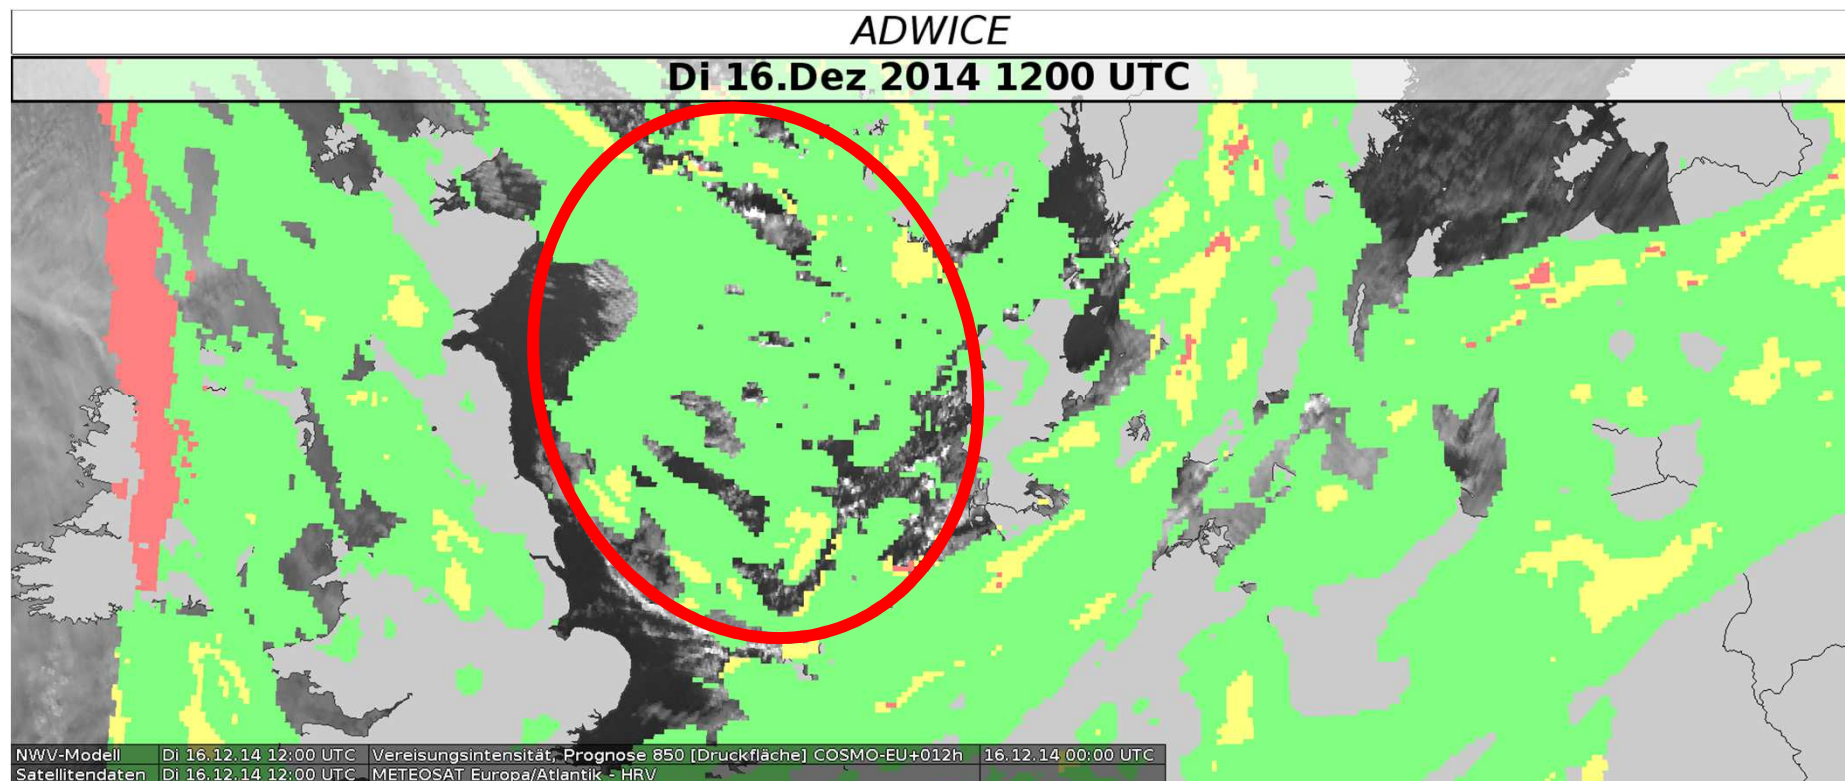 ADWICE
Di 16.Dez 2014 1200 UTC
NWV-Modell Di 16.12.14 12:00 UTC Vereisungsintensität, Prognose 850 [Druckfläche] COSMO-EU+012h 16.12.14 00:00 UTC
Satellitendaten Di 16.12.14 12:00 UTC METEOSAT Europa/Atlantik - HRV